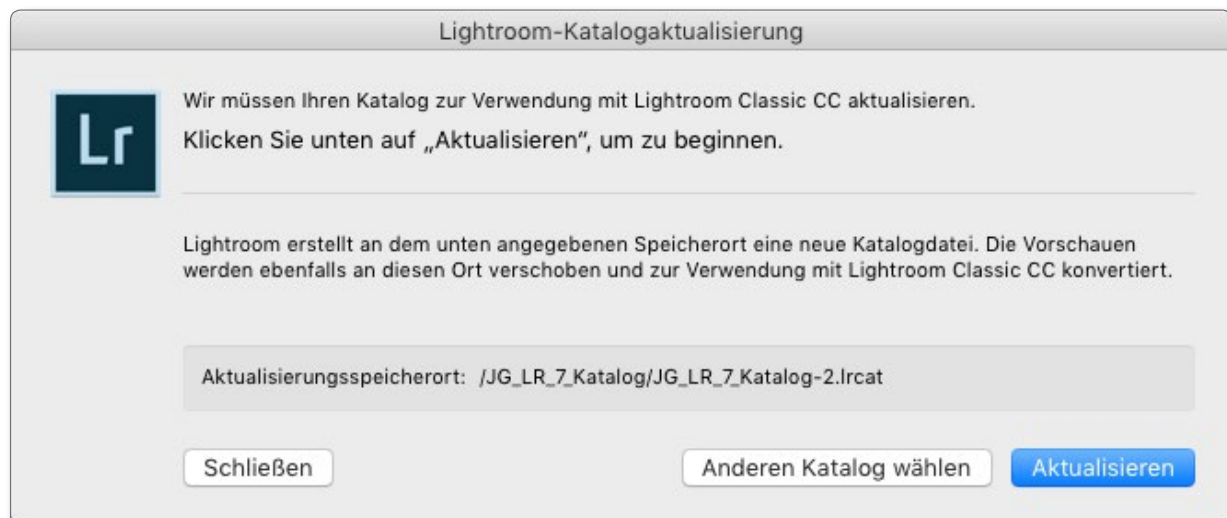 Lightroom-Katalogaktualisierung
Lr
Wir müssen Ihren Katalog zur Verwendung mit Lightroom Classic CC aktualisieren.
Klicken Sie unten auf „Aktualisieren“, um zu beginnen.
Lightroom erstellt an dem unten angegebenen Speicherort eine neue Katalogdatei. Die Vorschauen
werden ebenfalls an diesen Ort verschoben und zur Verwendung mit Lightroom Classic CC konvertiert.
Aktualisierungsspeicherort: /JG_LR_7_Katalog/JG_LR_7_Katalog-2.lrcat
Schließen Anderen Katalog wählen Aktualisieren